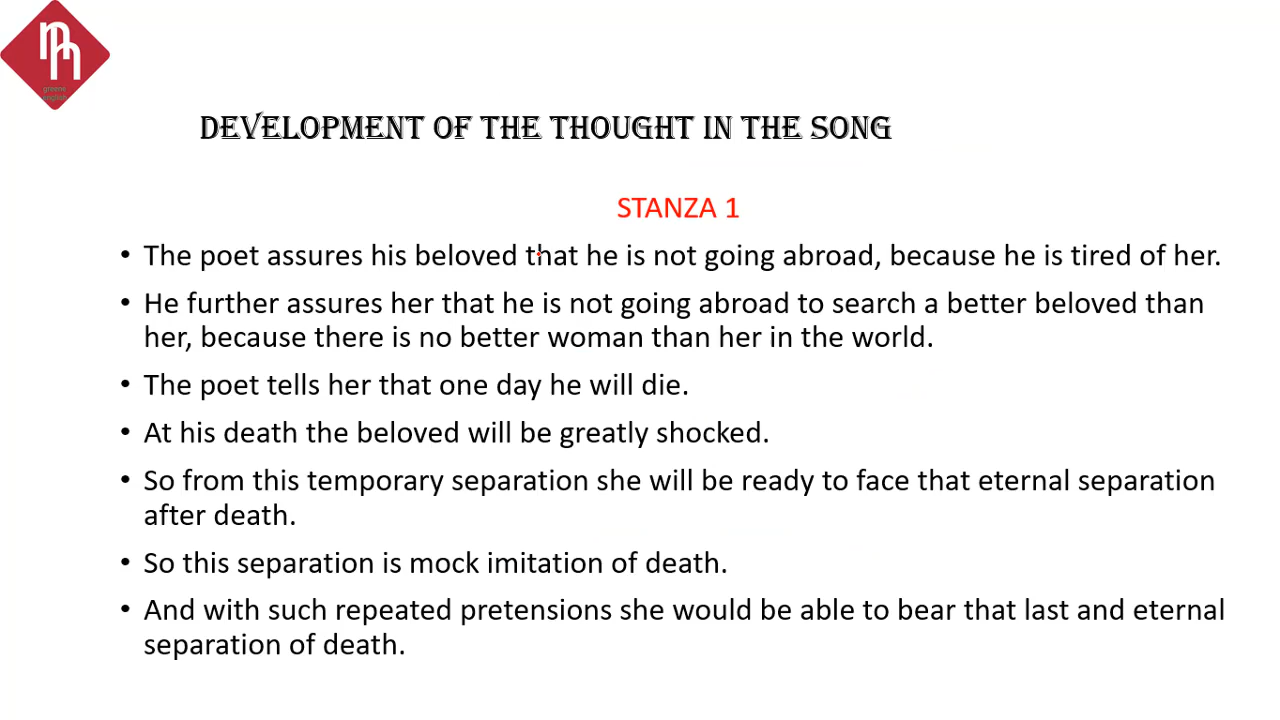 greene
english
DEVELOPMENT OF THE THOUGHT IN THE SONG
STANZA 1
• The poet assures his beloved that he is not going abroad, because he is tired of her.
• He further assures her that he is not going abroad to search a better beloved than
her, because there is no better woman than her in the world.
• The poet tells her that one day he will die.
• At his death the beloved will be greatly shocked.
• So from this temporary separation she will be ready to face that eternal separation
after death.
• So this separation is mock imitation of death.
• And with such repeated pretensions she would be able to bear that last and eternal
separation of death.